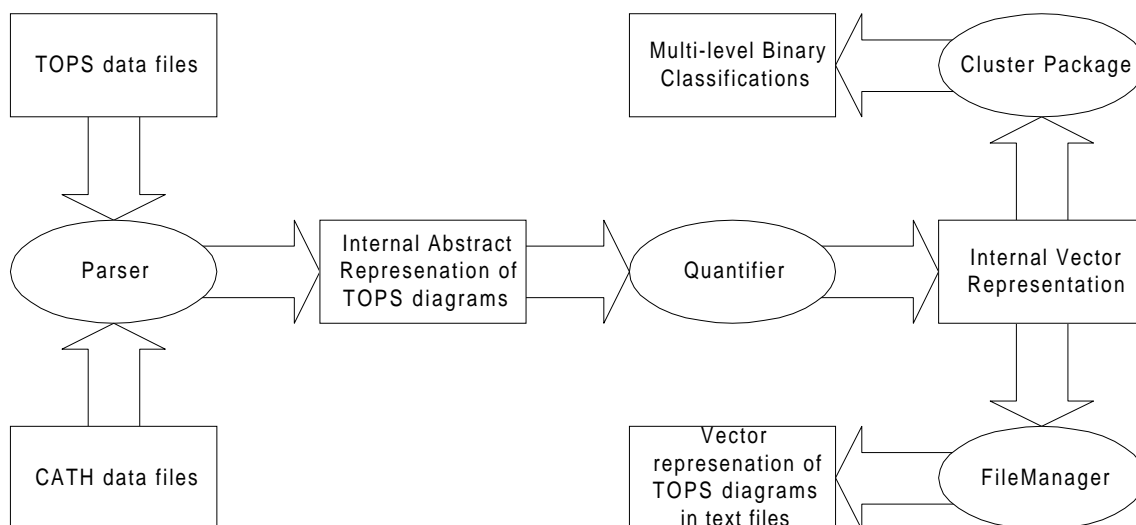 TOPS data files
Multi-level Binary
Classifications
Cluster Package
Parser
Internal Abstract
Represenation of
TOPS diagrams
Quantifier
Internal Vector
Representation
CATH data files
Vector
represenation of
TOPS diagrams
in text files
FileManager